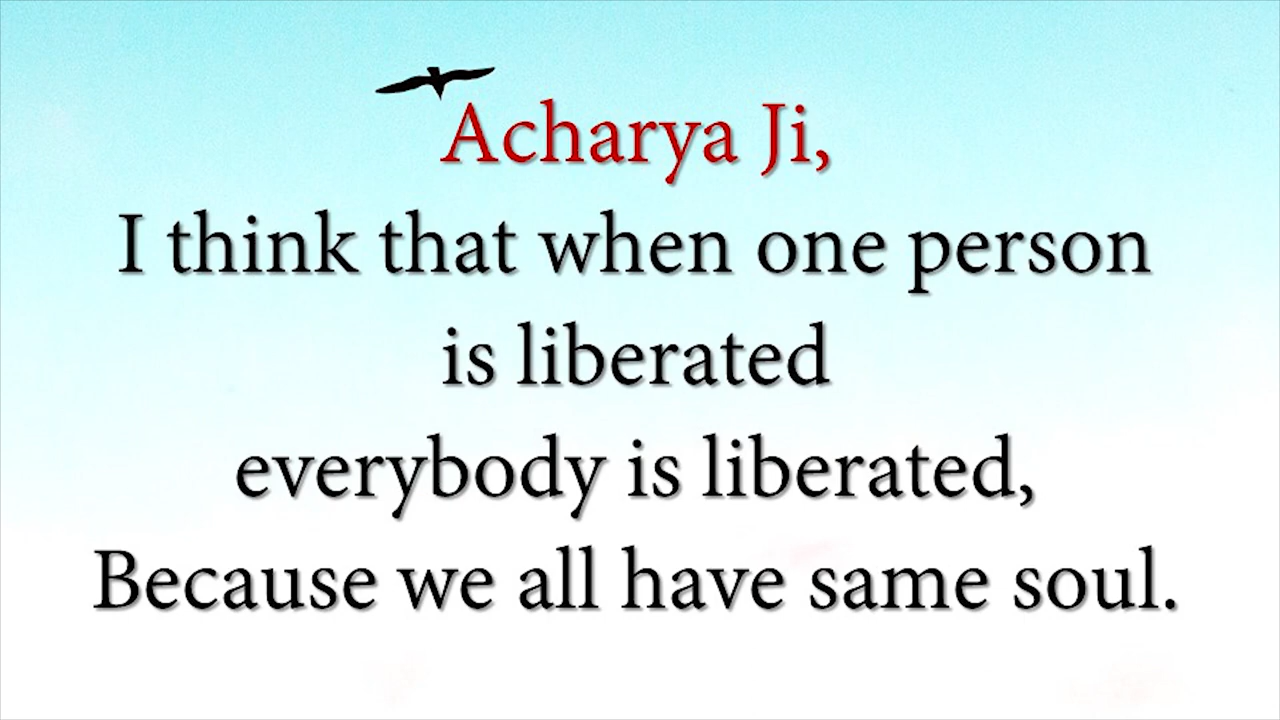 Acharya Ji,
I think that when one person
is liberated
everybody is liberated,
Because we all have same soul.